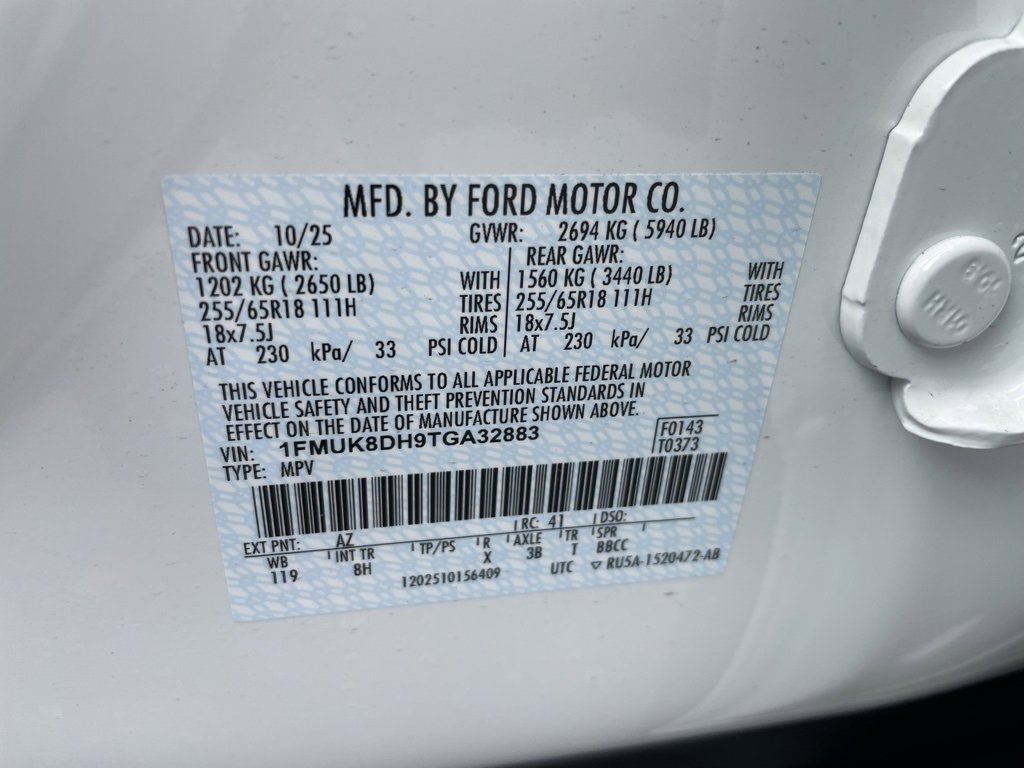 MFD. BY FORD MOTOR CO.
DATE: 10/25 GVWR: 2694 KG ( 5940 LB)
FRONT GAWR: REAR GAWR:
1202 KG ( 2650 LB) WITH 1560 KG ( 3440 LB) WITH
255/65R18 111H TIRES 255/65R18 111H TIRES
18x7.5J RIMS 18x7.5J RIMS
AT 230 kPa/ 33 PSI COLD AT 230 kPa/ 33 PSI COLD
THIS VEHICLE CONFORMS TO ALL APPLICABLE FEDERAL MOTOR
VEHICLE SAFETY AND THEFT PREVENTION STANDARDS IN
EFFECT ON THE DATE OF MANUFACTURE SHOWN ABOVE.
VIN: 1FMUK8DH9TGA32883 F0143
TYPE: MPV T0373
EXT PNT: AZ RC: 41 DSO:
WB INT TR TP/PS R AXLE TR SPR
119 8H X 3B T BBCC
1202510156409 UTC ▽ RU5A-1520472-AB